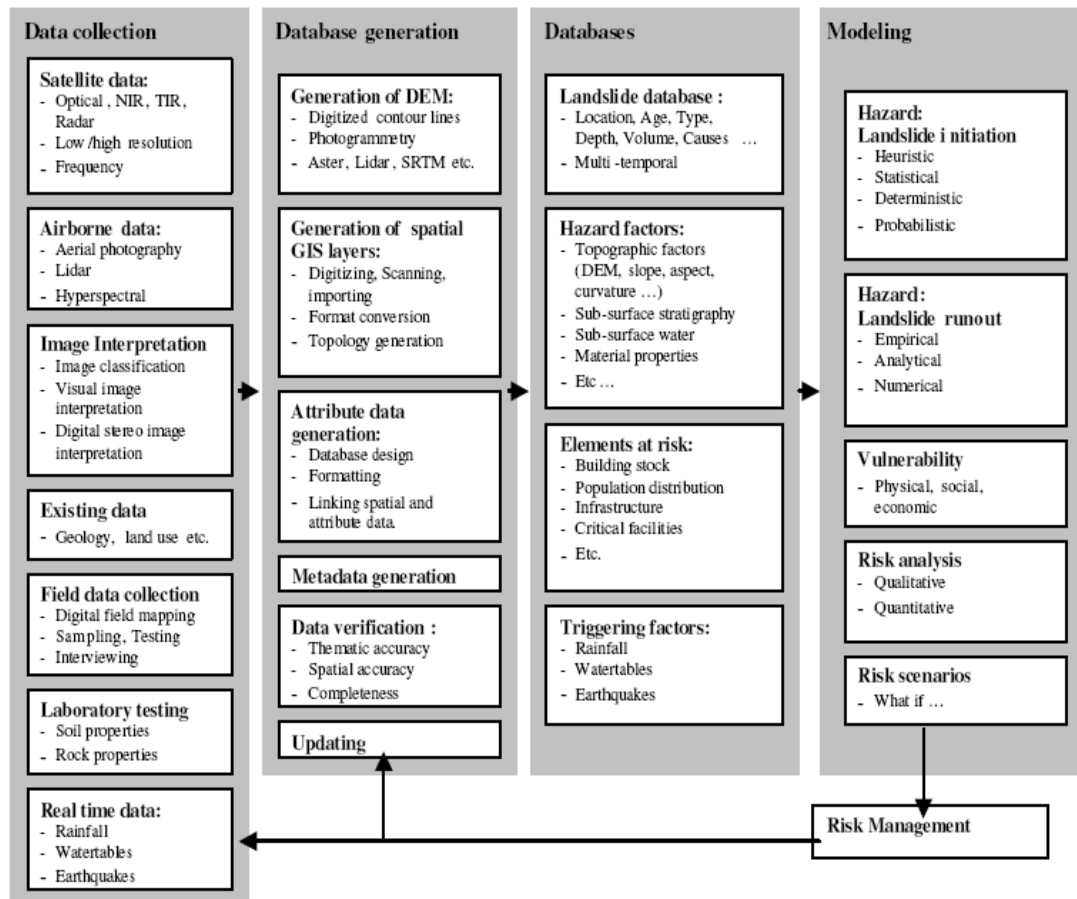 Data collection
Satellite data:
- Optical , NIR, TIR,
Radar
- Low /high resolution
- Frequency
Airborne data:
- Aerial photography
- Lidar
- Hyperspectral
Image Interpretation
- Image classification
- Visual image
interpretation
- Digital stereo image
interpretation
Existing data
- Geology, land use etc.
Field data collection
- Digital field mapping
- Sampling, Testing
- Interviewing
Laboratory testing
- Soil properties
- Rock properties
Real time data:
- Rainfall
- Watertables
- Earthquakes
Database generation
Generation of DEM:
- Digitized contour lines
- Photogrammetry
- Aster, Lidar, SRTM etc.
Generation of spatial
GIS layers:
- Digitizing, Scanning,
importing
- Format conversion
- Topology generation
Attribute data
generation:
- Database design
- Formatting
- Linking spatial and
attribute data.
Metadata generation
Data verification :
- Thematic accuracy
- Spatial accuracy
- Completeness
Updating
Databases
Landslide database :
- Location, Age, Type,
Depth, Volume, Causes ...
- Multi -temporal
Hazard factors:
- Topographic factors
(DEM, slope, aspect,
curvature ...)
- Sub-surface stratigraphy
- Sub-surface water
- Material properties
- Etc ...
Elements at risk:
- Building stock
- Population distribution
- Infrastructure
- Critical facilities
- Etc.
Triggering factors:
- Rainfall
- Watertables
- Earthquakes
Modeling
Hazard:
Landslide i nitiation
- Heuristic
- Statistical
- Deterministic
- Probabilistic
Hazard:
Landslide runout
- Empirical
- Analytical
- Numerical
Vulnerability
- Physical, social,
economic
Risk analysis
- Qualitative
- Quantitative
Risk scenarios
- What if ...
Risk Management